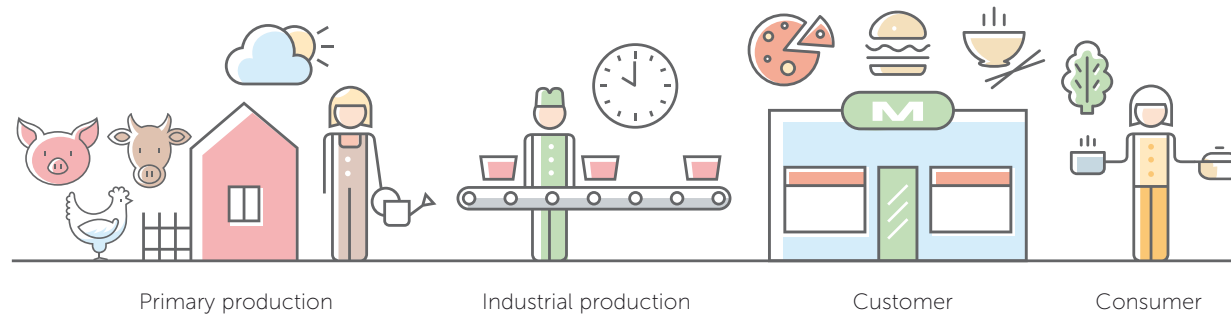 M
Primary production
Industrial production
Customer
Consumer